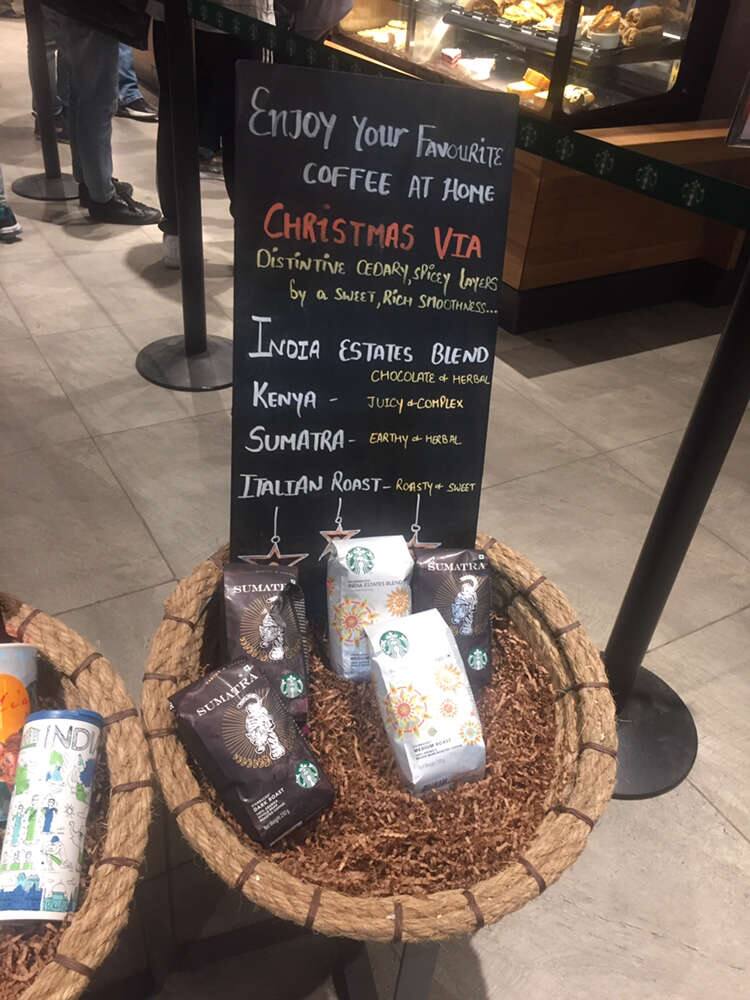 Enjoy Your Favourite
COFFEE AT HOME
CHRISTMAS VIA
DISTINTIVE CEDARY, SPICEY LAYERS
by a SWEET, RICH SMOOTHNESS...
INDIA ESTATES BLEND
CHOCOLATE & HERBAL
KENYA - JUICY & COMPLEX
SUMATRA - EARTHY & HERBAL
ITALIAN ROAST - ROASTY & SWEET
SUMATRA
INDIA ESTATES BLEND
SUMATRA
SUMATRA
DARK ROAST
MEDIUM ROAST
INDI